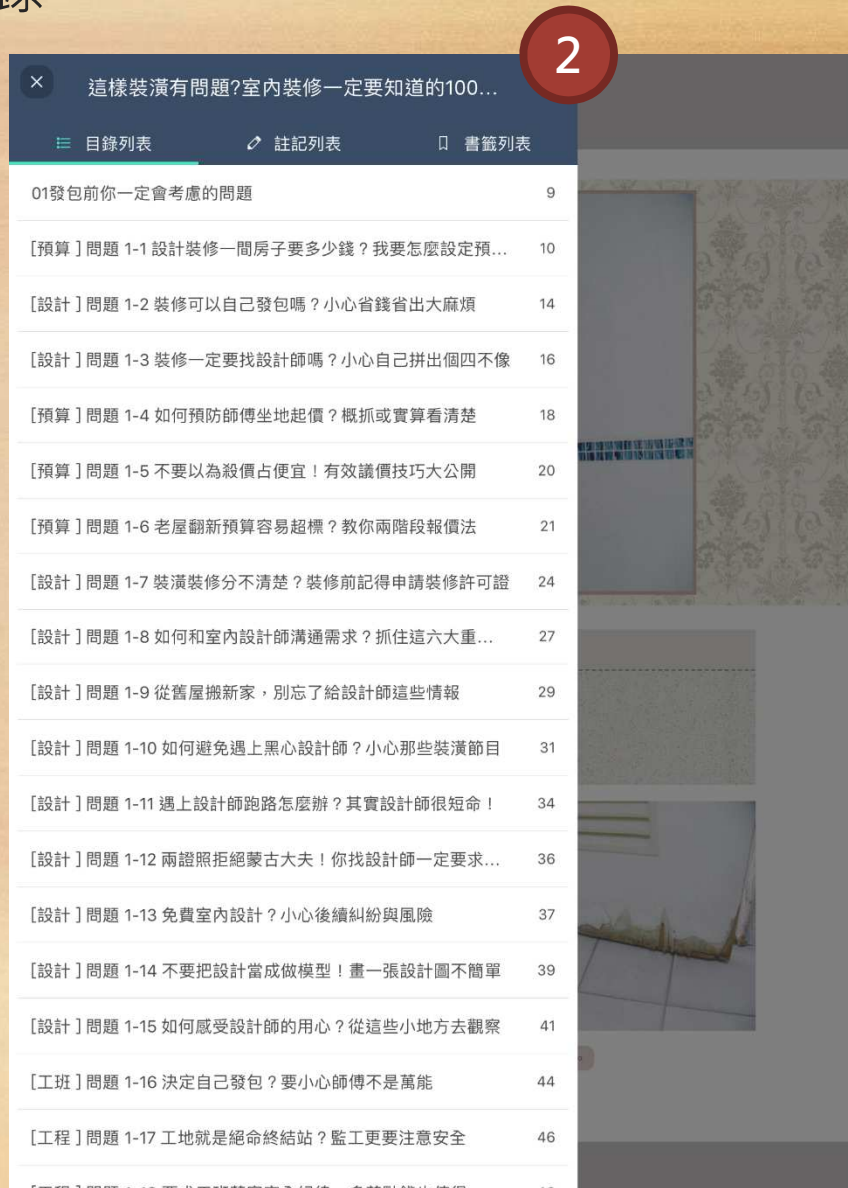 2
這樣裝潢有問題?室內裝修一定要知道的100...
目錄列表 註記列表 書籤列表
01發包前你一定會考慮的問題 9
[預算]問題 1-1 設計裝修一間房子要多少錢？我要怎麼設定預... 10
[設計]問題 1-2 裝修可以自己發包嗎？小心省錢省出大麻煩 14
[設計]問題 1-3 裝修一定要找設計師嗎？小心自己拼出個四不像 16
[預算]問題 1-4 如何預防師傅坐地起價？概抓或實算看清楚 18
[預算]問題 1-5 不要以為殺價占便宜！有效議價技巧大公開 20
[預算]問題 1-6 老屋翻新預算容易超標？教你兩階段報價法 21
[設計]問題 1-7 裝潢裝修分不清楚？裝修前記得申請裝修許可證 24
[設計]問題 1-8 如何和室內設計師溝通需求？抓住這六大重... 27
[設計]問題 1-9 從舊屋搬新家，別忘了給設計師這些情報 29
[設計]問題 1-10 如何避免遇上黑心設計師？小心那些裝潢節目 31
[設計]問題 1-11 遇上設計師跑路怎麼辦？其實設計師很短命！ 34
[設計]問題 1-12 兩證照拒絕蒙古大夫！你找設計師一定要求... 36
[設計]問題 1-13 免費室內設計？小心後續糾紛與風險 37
[設計]問題 1-14 不要把設計當成做模型！畫一張設計圖不簡單 39
[設計]問題 1-15 如何感受設計師的用心？從這些小地方去觀察 41
[工班]問題 1-16 決定自己發包？要小心師傅不是萬能 44
[工程]問題 1-17 工地就是絕命終結站？監工更要注意安全 46